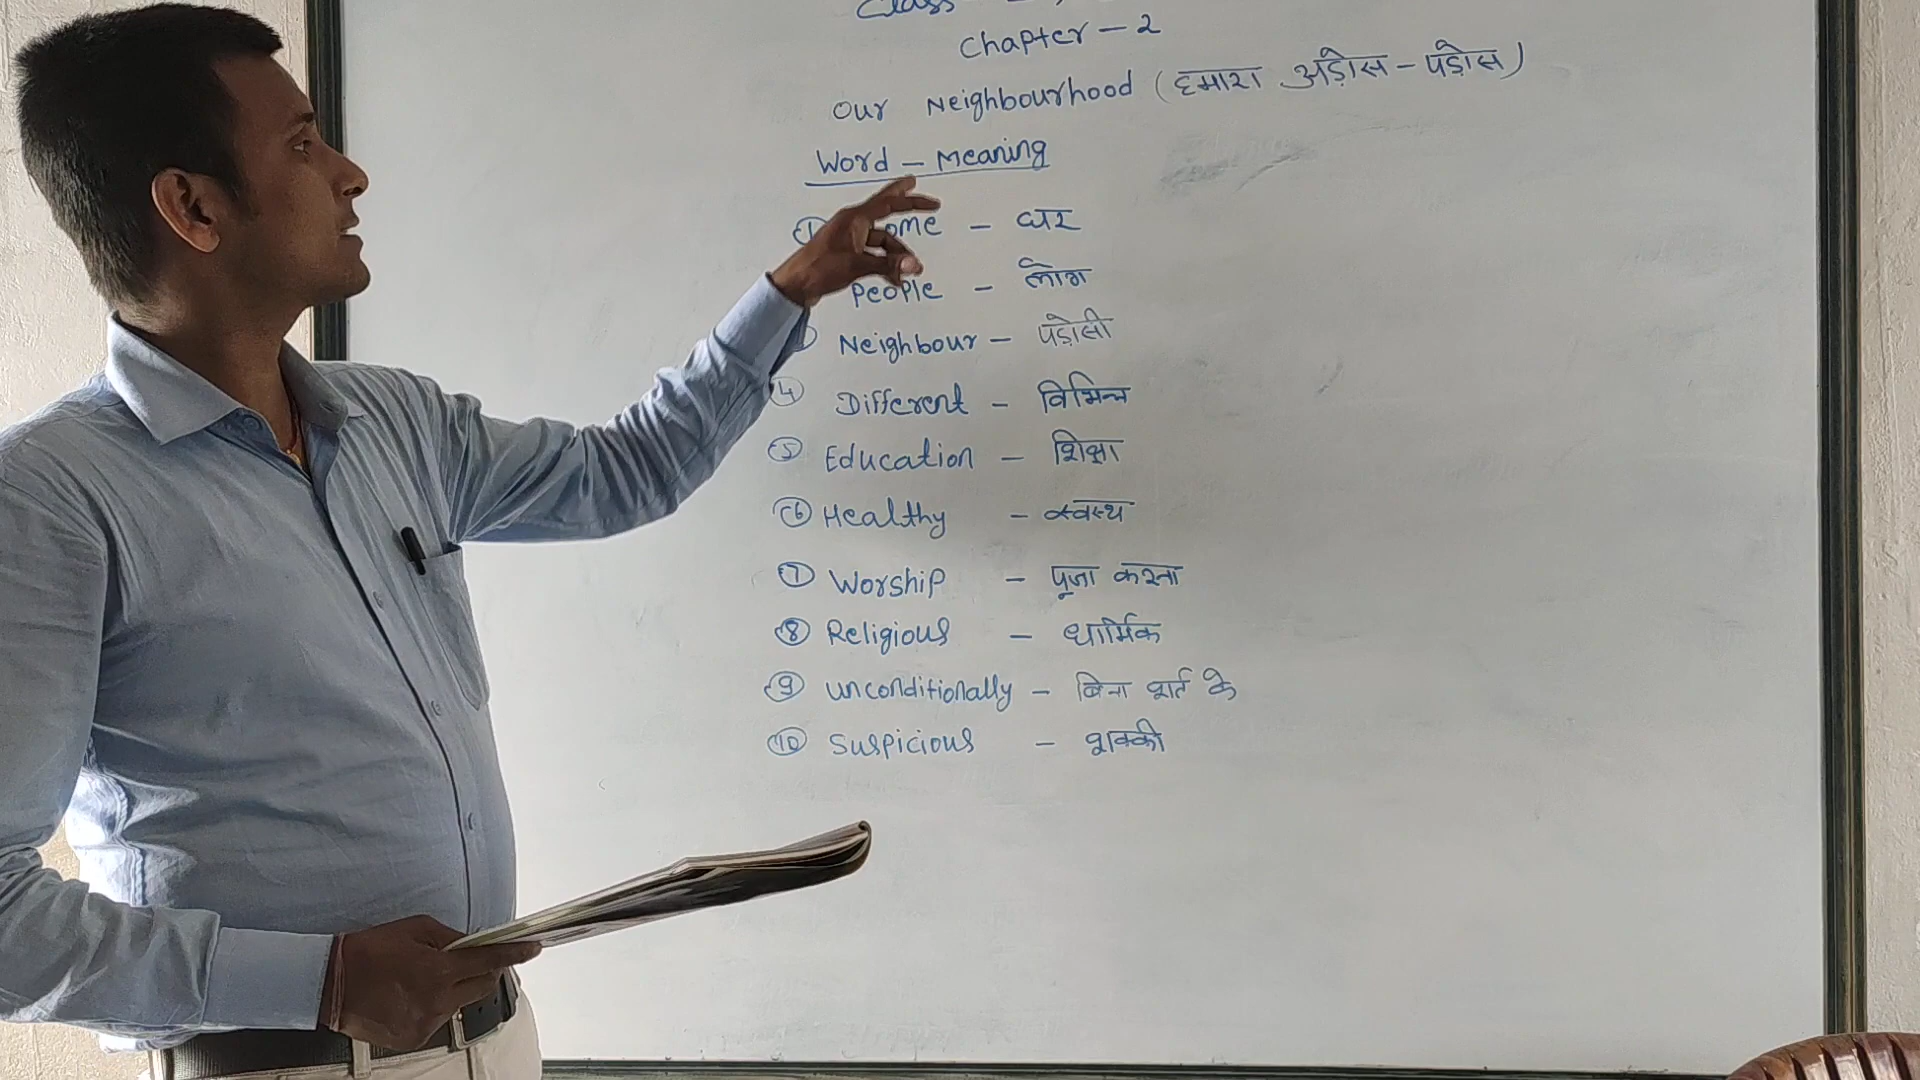 Class
Chapter - 2
Our Neighbourhood (हमारा अड़ोस - पड़ोस)
Word - Meaning
ome - घर
People - लोग
Neighbour - पड़ोसी
4 Different - विभिन्न
5 Education - शिक्षा
6 Healthy - स्वस्थ
7 Worship - पूजा करना
8 Religious - धार्मिक
9 unconditionally - बिना शर्त के
10 Suspicious - शक्की